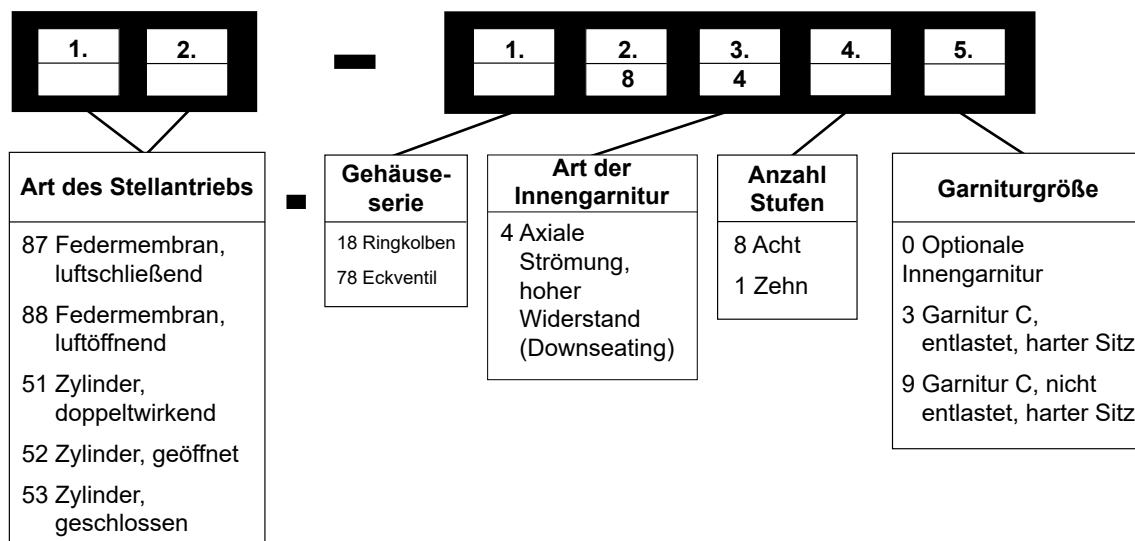 1. 2. - 1. 2. 3. 4. 5.
8 4
Art des Stellantriebs
87 Federmembran,
luftschließend
88 Federmembran,
luftöffnend
51 Zylinder,
doppeltwirkend
52 Zylinder, geöffnet
53 Zylinder,
geschlossen
-
Gehäuse-
serie
18 Ringkolben
78 Eckventil
Art der
Innengarnitur
4 Axiale
Strömung,
hoher
Widerstand
(Downseating)
Anzahl
Stufen
8 Acht
1 Zehn
Garniturgröße
0 Optionale
Innengarnitur
3 Garnitur C,
entlastet, harter Sitz
9 Garnitur C, nicht
entlastet, harter Sitz